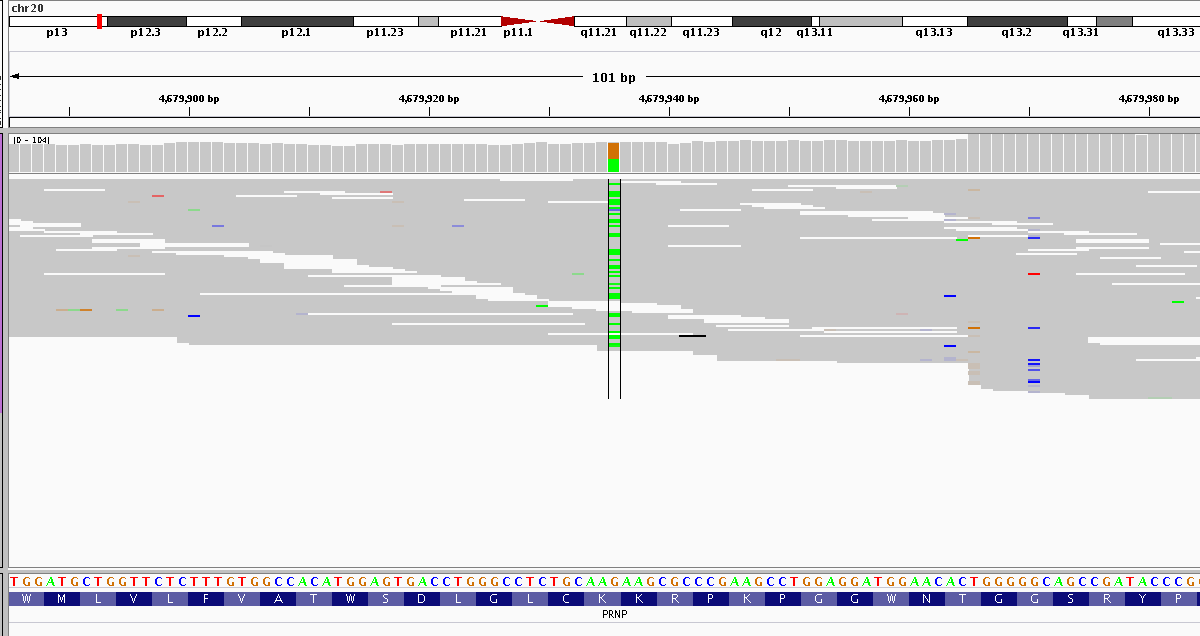 chr20
p13 p12.3 p12.2 p12.1 p11.23 p11.21 p11.1 q11.21 q11.22 q11.23 q12 q13.11 q13.13 q13.2 q13.31 q13.33
101 bp
4,679,900 bp 4,679,920 bp 4,679,940 bp 4,679,960 bp 4,679,980 bp
[0 - 104]
TGGATGCTGGTTCTCTTTGTGGCCACATGGAGTGACCTGGGCCTCTGCAAGAAGCGCCCGAAGCCTGGAGGATGGAACACTGGGGGCAGCCGATACCCG
W M L V L F V A T W S D L G L C K K R P K P G G W N T G G S R Y P
PRNP